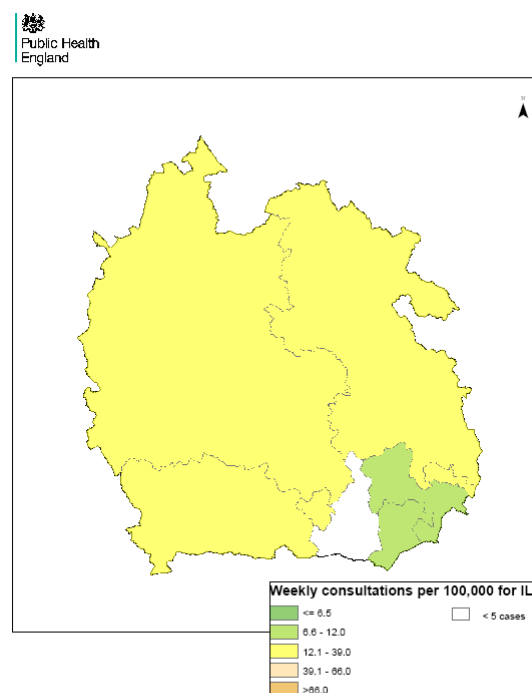 Public Health
England
N
Weekly consultations per 100,000 for IL
<= 6.5
< 5 cases
6.6 - 12.0
12.1 - 39.0
39.1 - 66.0
>66.0